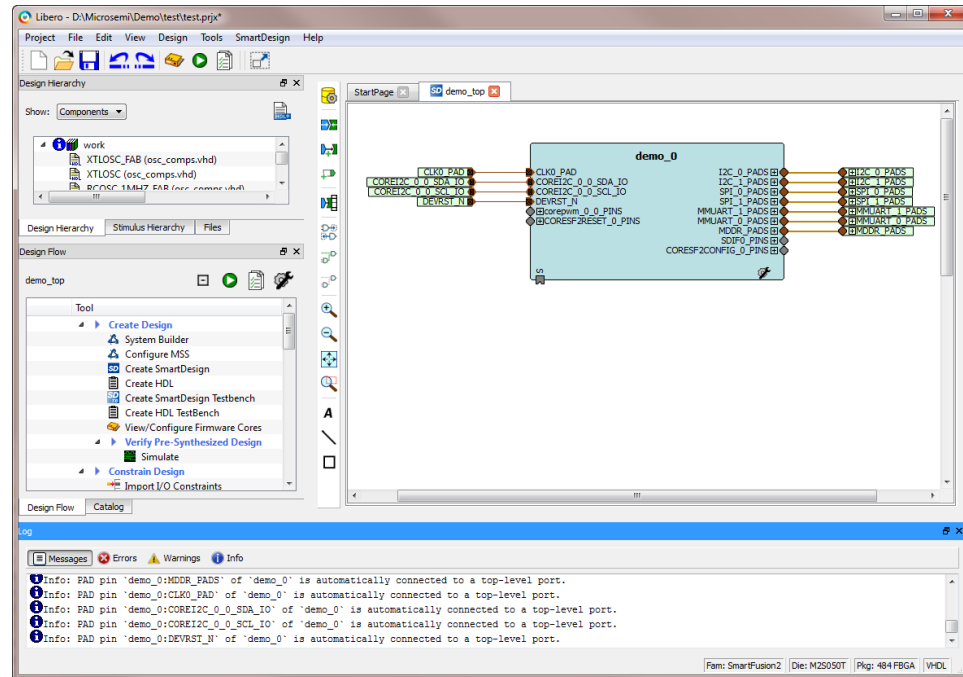 Libero - D:\Microsemi\Demo\test\test.prjx*
Project File Edit View Design Tools SmartDesign Help
Design Hierarchy
Show: Components
work
XTLOSC_FAB (osc_comps.vhd)
XTLOSC (osc_comps.vhd)
RCOSC_1MHZ_FAB (osc_comps.vhd)
Design Hierarchy Stimulus Hierarchy Files
Design Flow
demo_top
Tool
Create Design
System Builder
Configure MSS
SD Create SmartDesign
Create HDL
Create SmartDesign Testbench
Create HDL TestBench
View/Configure Firmware Cores
Verify Pre-Synthesized Design
Simulate
Constrain Design
Import I/O Constraints
Design Flow Catalog
A
StartPage SD demo_top
demo_0
CLK0_PAD CLK0_PAD I2C_0_PADS I2C_0_PADS
COREI2C_0_0_SDA_IO COREI2C_0_0_SDA_IO I2C_1_PADS I2C_1_PADS
COREI2C_0_0_SCL_IO COREI2C_0_0_SCL_IO SPI_0_PADS SPI_0_PADS
DEVRST_N DEVRST_N SPI_1_PADS SPI_1_PADS
corepwm_0_0_PINS MMUART_1_PADS MMUART_1_PADS
CORESF2RESET_0_PINS MMUART_0_PADS MMUART_0_PADS
MDDR_PADS MDDR_PADS
SDIF0_PINS
CORESF2CONFIG_0_PINS
S
Log
Messages Errors Warnings Info
Info: PAD pin `demo_0:MDDR_PADS` of `demo_0` is automatically connected to a top-level port.
Info: PAD pin `demo_0:CLK0_PAD` of `demo_0` is automatically connected to a top-level port.
Info: PAD pin `demo_0:COREI2C_0_0_SDA_IO` of `demo_0` is automatically connected to a top-level port.
Info: PAD pin `demo_0:COREI2C_0_0_SCL_IO` of `demo_0` is automatically connected to a top-level port.
Info: PAD pin `demo_0:DEVRST_N` of `demo_0` is automatically connected to a top-level port.
Fam: SmartFusion2 Die: M2S050T Pkg: 484 FBGA VHDL